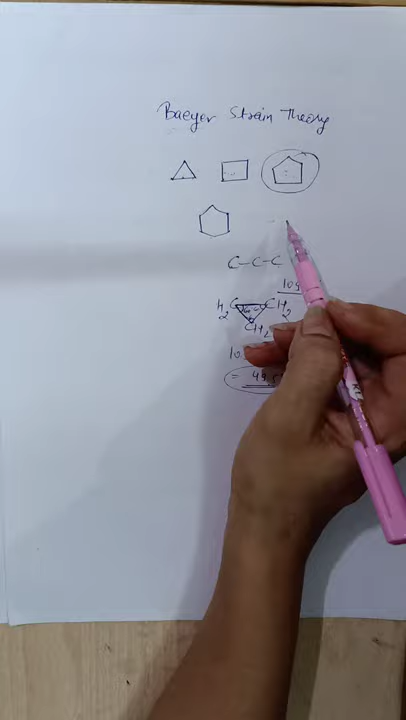 Baeyer Strain Theory
C-C-C
109
H2C CH2
CH2
10
= 49.5